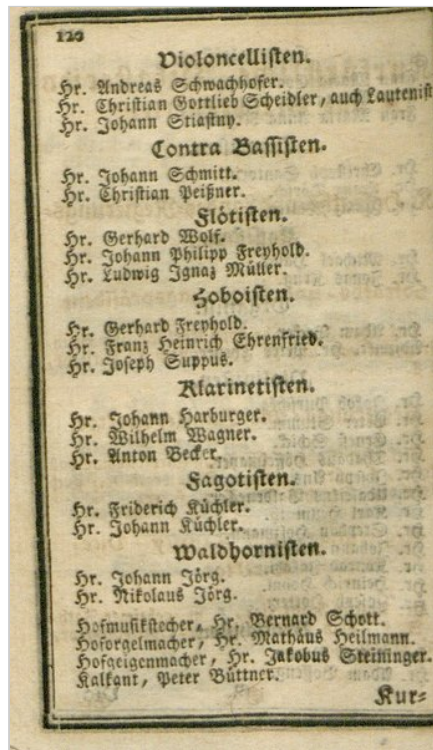 120
Violoncellisten.
Hr. Andreas Schwachhofer.
Hr. Christian Gottlieb Scheidler, auch Lautenist
Hr. Johann Stiastny.
Contra Bassisten.
Hr. Johann Schmitt.
Hr. Christian Peißner.
Flötisten.
Hr. Gerhard Wolf.
Hr. Johann Philipp Freyhold.
Hr. Ludwig Ignaz Müller.
Hoboisten.
Hr. Gerhard Freyhold.
Hr. Franz Heinrich Ehrenfried.
Hr. Joseph Suppus.
Klarinetisten.
Hr. Johann Harburger.
Hr. Wilhelm Wagner.
Hr. Anton Becker.
Fagotisten.
Hr. Friderich Küchler.
Hr. Johann Küchler.
Waldhornisten.
Hr. Johann Jörg.
Hr. Nikolaus Jörg.
Hofmusikstecher, Hr. Bernard Schott.
Hoforgelmacher, Hr. Mathäus Heilmann.
Hofgeigenmacher, Hr. Jakobus Steininger.
Kalkant, Peter Büttner.
Kur-